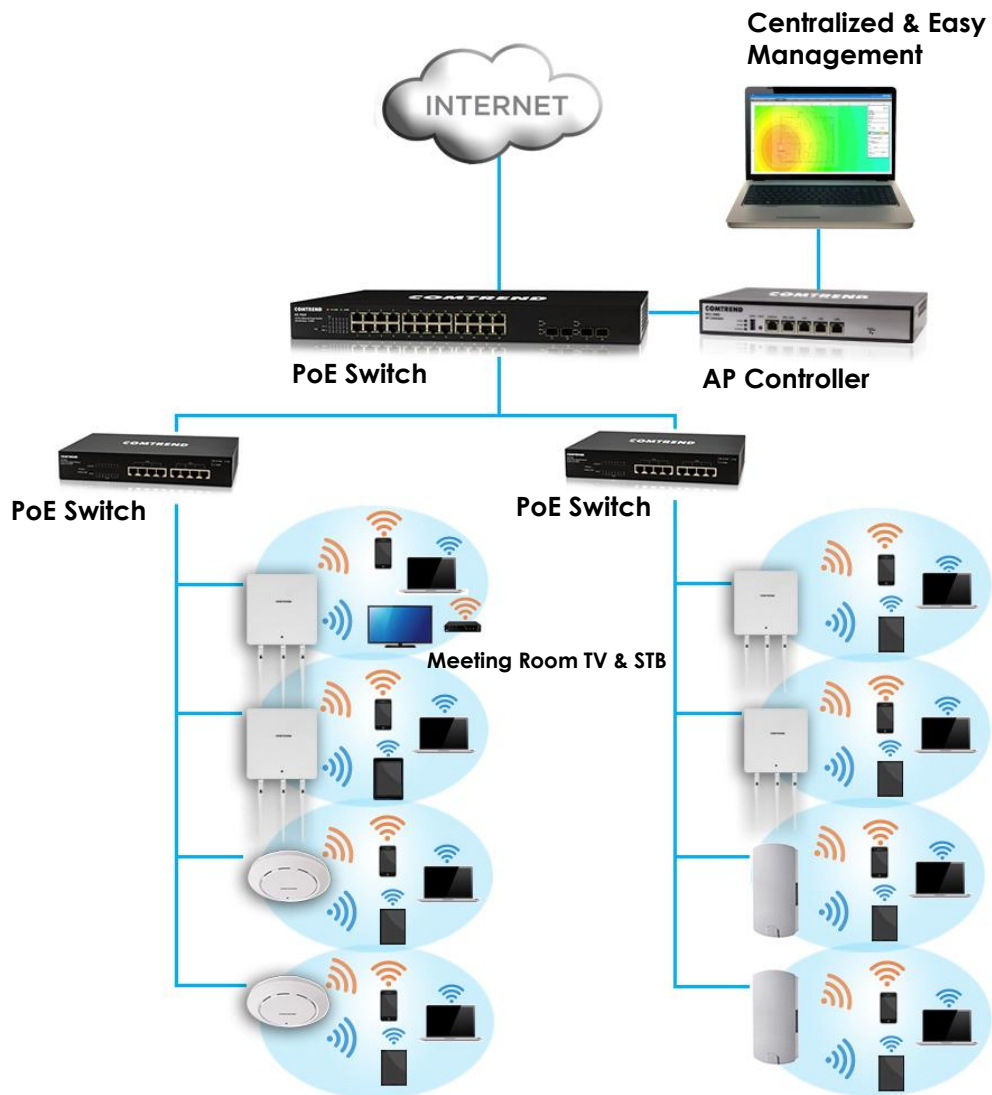 Centralized & Easy
Management
INTERNET
COMTREND
COMTREND
COMTREND
PoE Switch
AP Controller
COMTREND
COMTREND
PoE Switch
PoE Switch
Meeting Room TV & STB